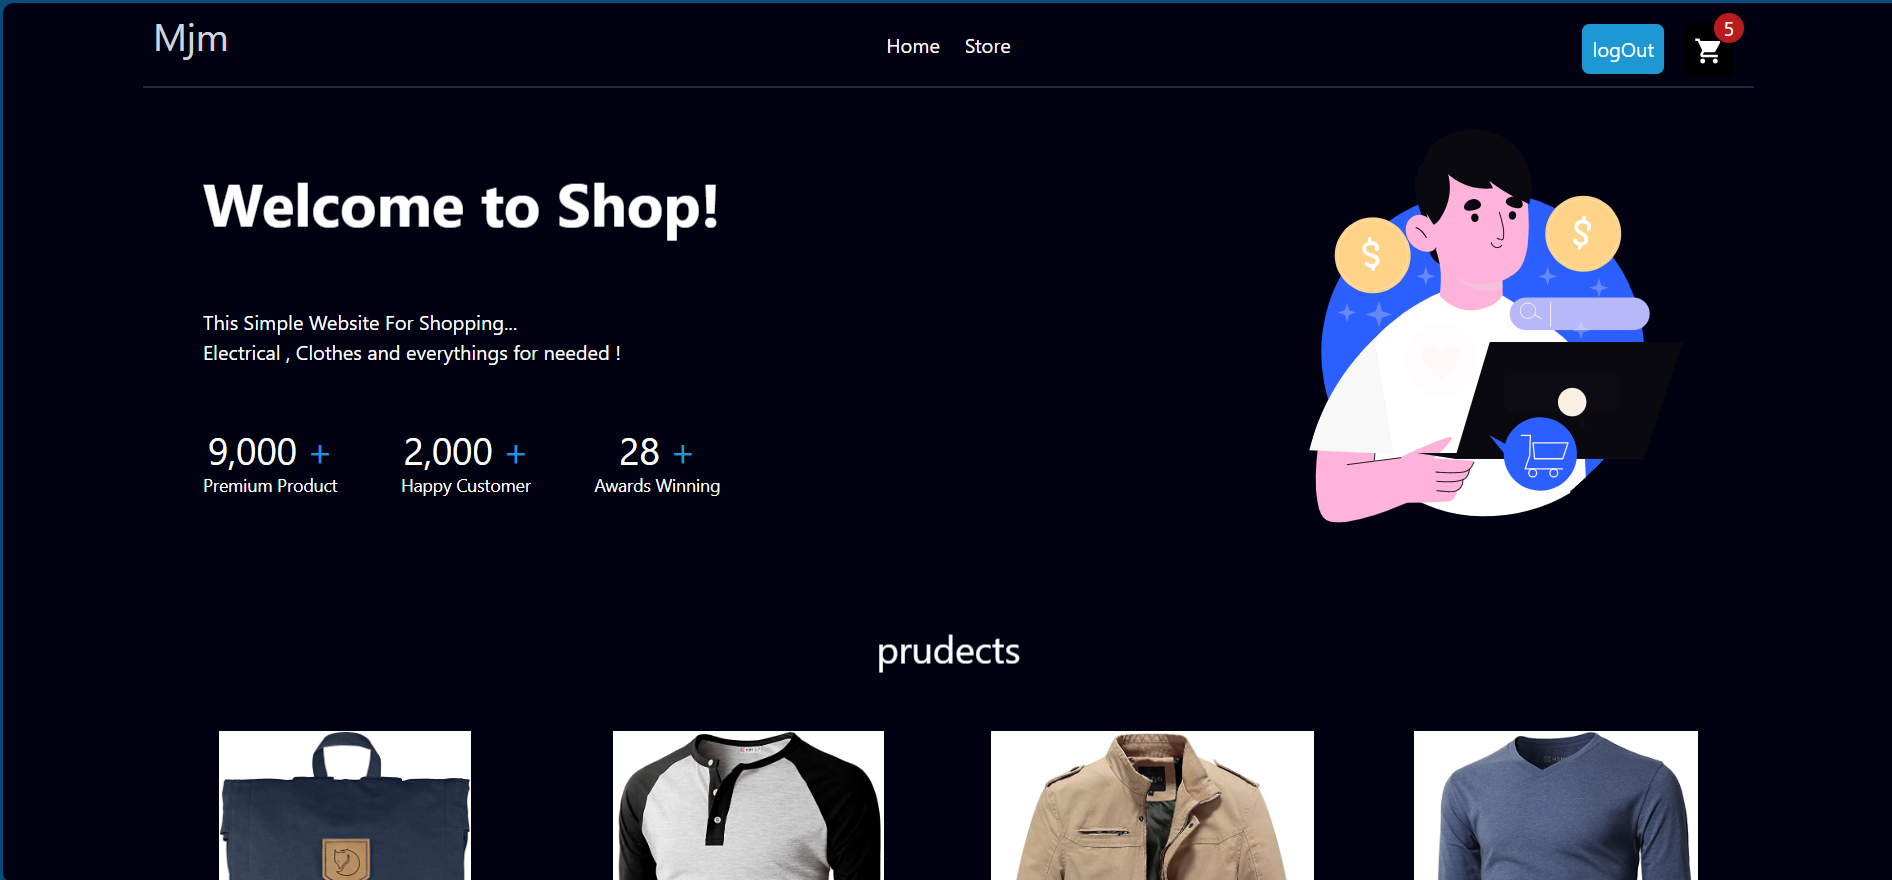 Mjm
Home Store
logOut
5
Welcome to Shop!
$ $
This Simple Website For Shopping...
Electrical , Clothes and everythings for needed !
9,000 + 2,000 + 28 +
Premium Product Happy Customer Awards Winning
prudects